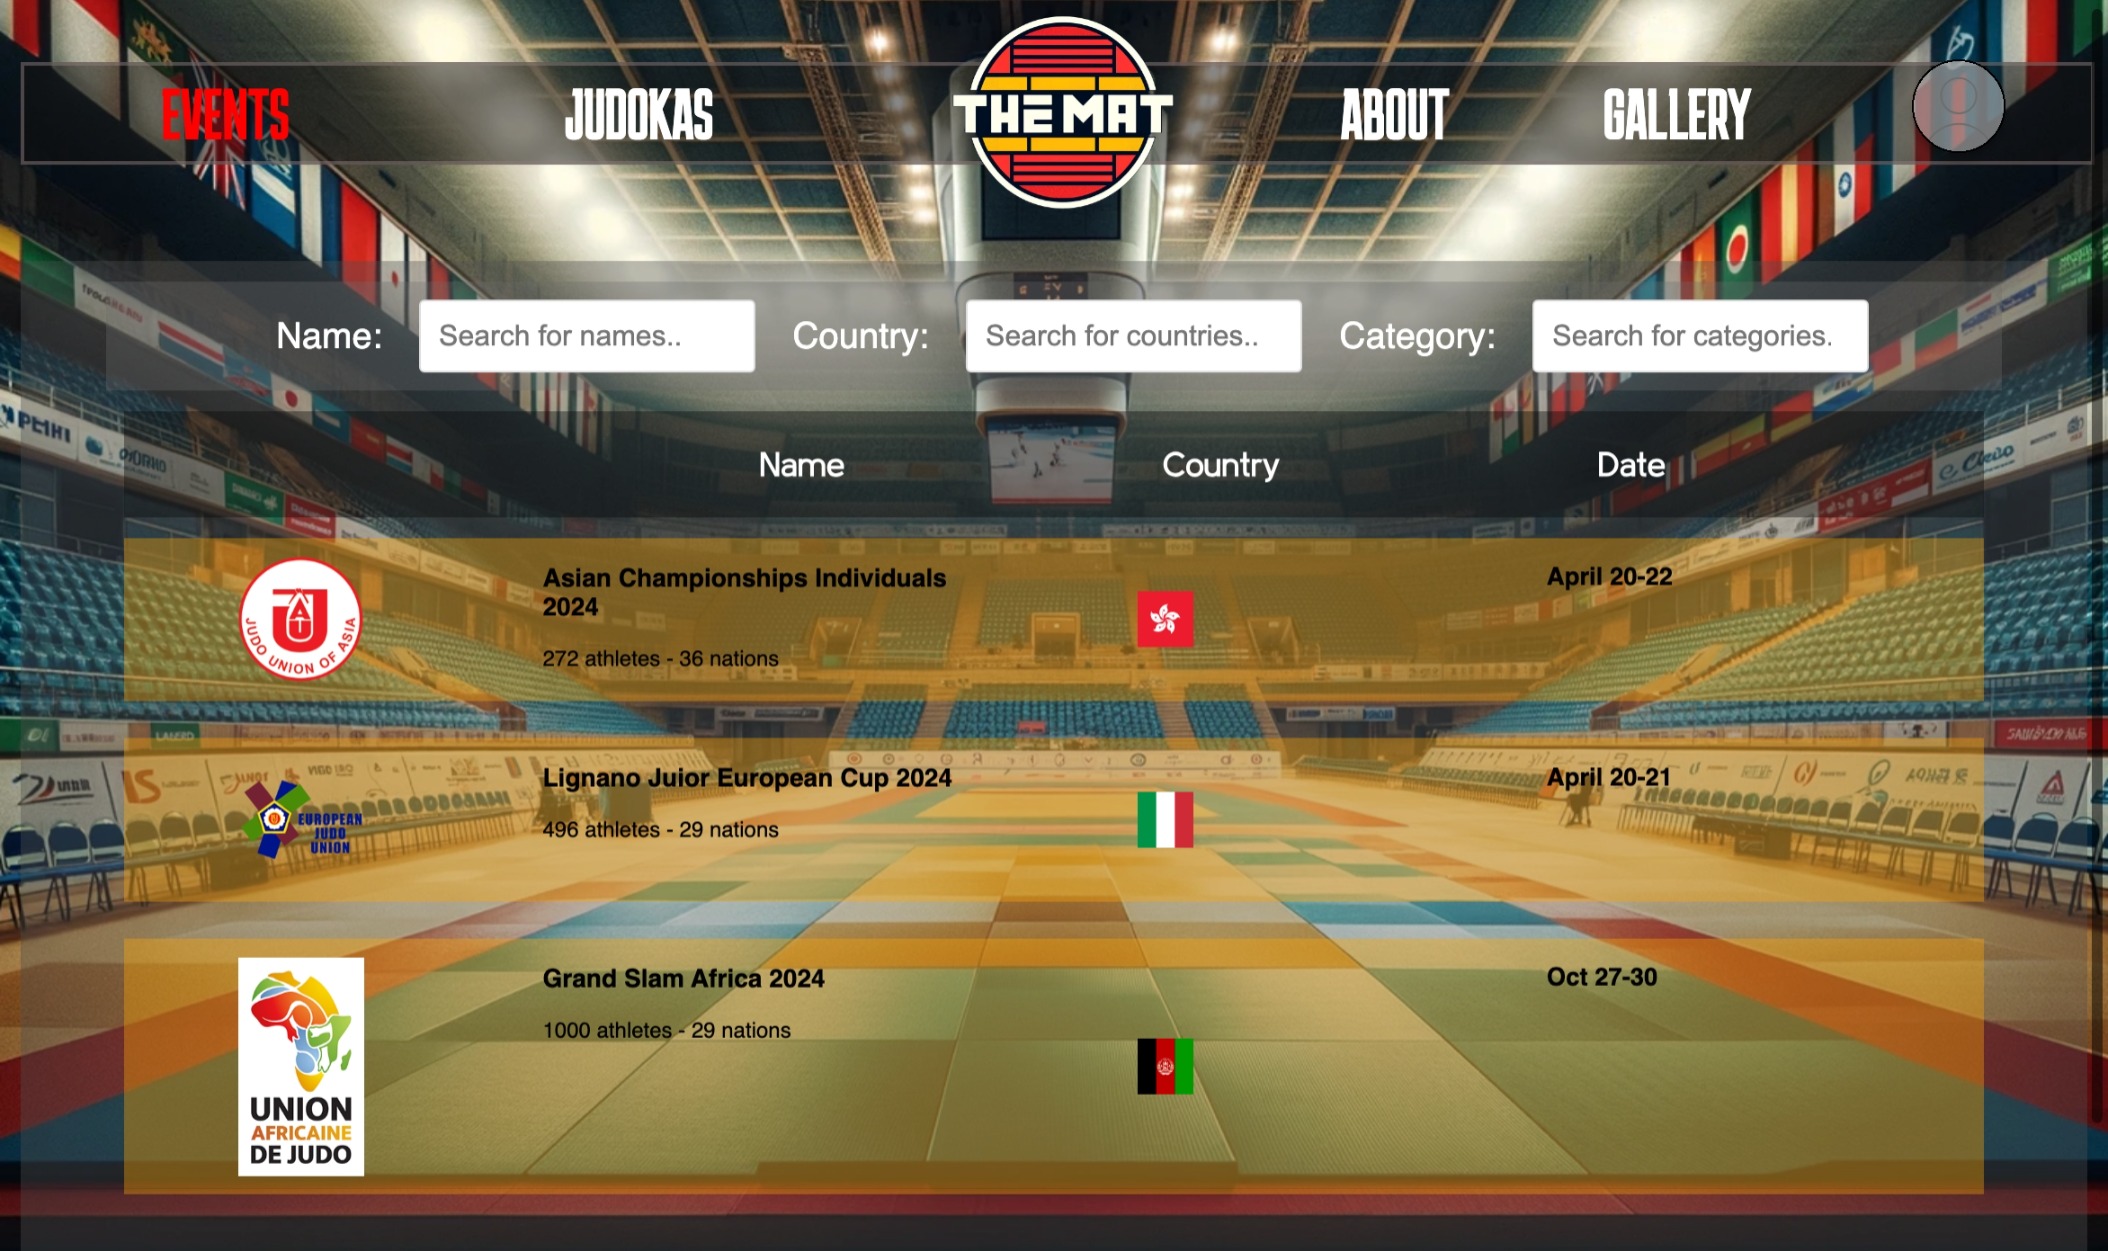 EVENTS JUDOKAS THE MAT ABOUT GALLERY
Name: Search for names.. Country: Search for countries.. Category: Search for categories.
Name Country Date
JUDO UNION OF ASIA
Asian Championships Individuals
2024
272 athletes - 36 nations
April 20-22
EUROPEAN
JUDO
UNION
Lignano Juior European Cup 2024
496 athletes - 29 nations
April 20-21
UNION
AFRICAINE
DE JUDO
Grand Slam Africa 2024
1000 athletes - 29 nations
Oct 27-30